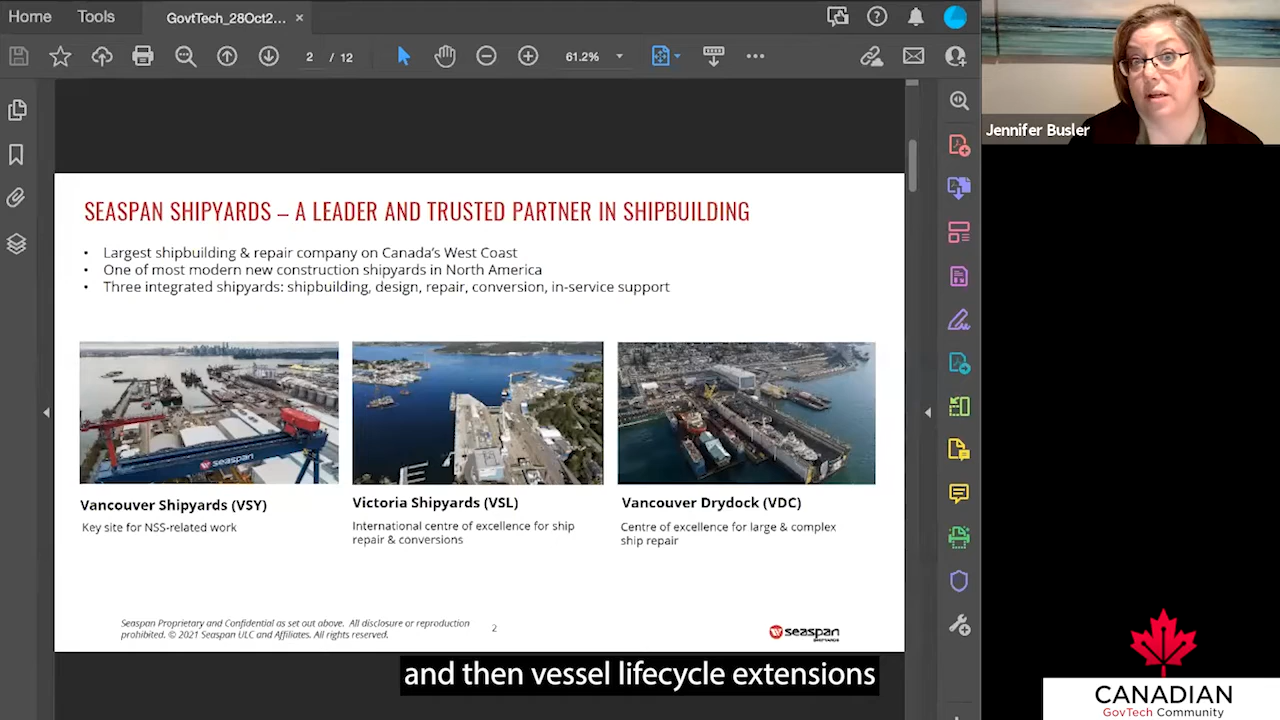 Home
Tools
GovtTech_28Oct2...
2
/ 12
61.2%
Jennifer Busler
SEASPAN SHIPYARDS – A LEADER AND TRUSTED PARTNER IN SHIPBUILDING
• Largest shipbuilding & repair company on Canada's West Coast
• One of most modern new construction shipyards in North America
• Three integrated shipyards: shipbuilding, design, repair, conversion, in-service support
seaspan
Vancouver Shipyards (VSY)
Key site for NSS-related work
Victoria Shipyards (VSL)
International centre of excellence for ship
repair & conversions
Vancouver Drydock (VDC)
Centre of excellence for large & complex
ship repair
Seaspan Proprietary and Confidential as set out above. All disclosure or reproduction
prohibited. © 2021 Seaspan ULC and Affiliates. All rights reserved.
2
seaspan
SHIPYARDS
and then vessel lifecycle extensions
CANADIAN
GovTech Community